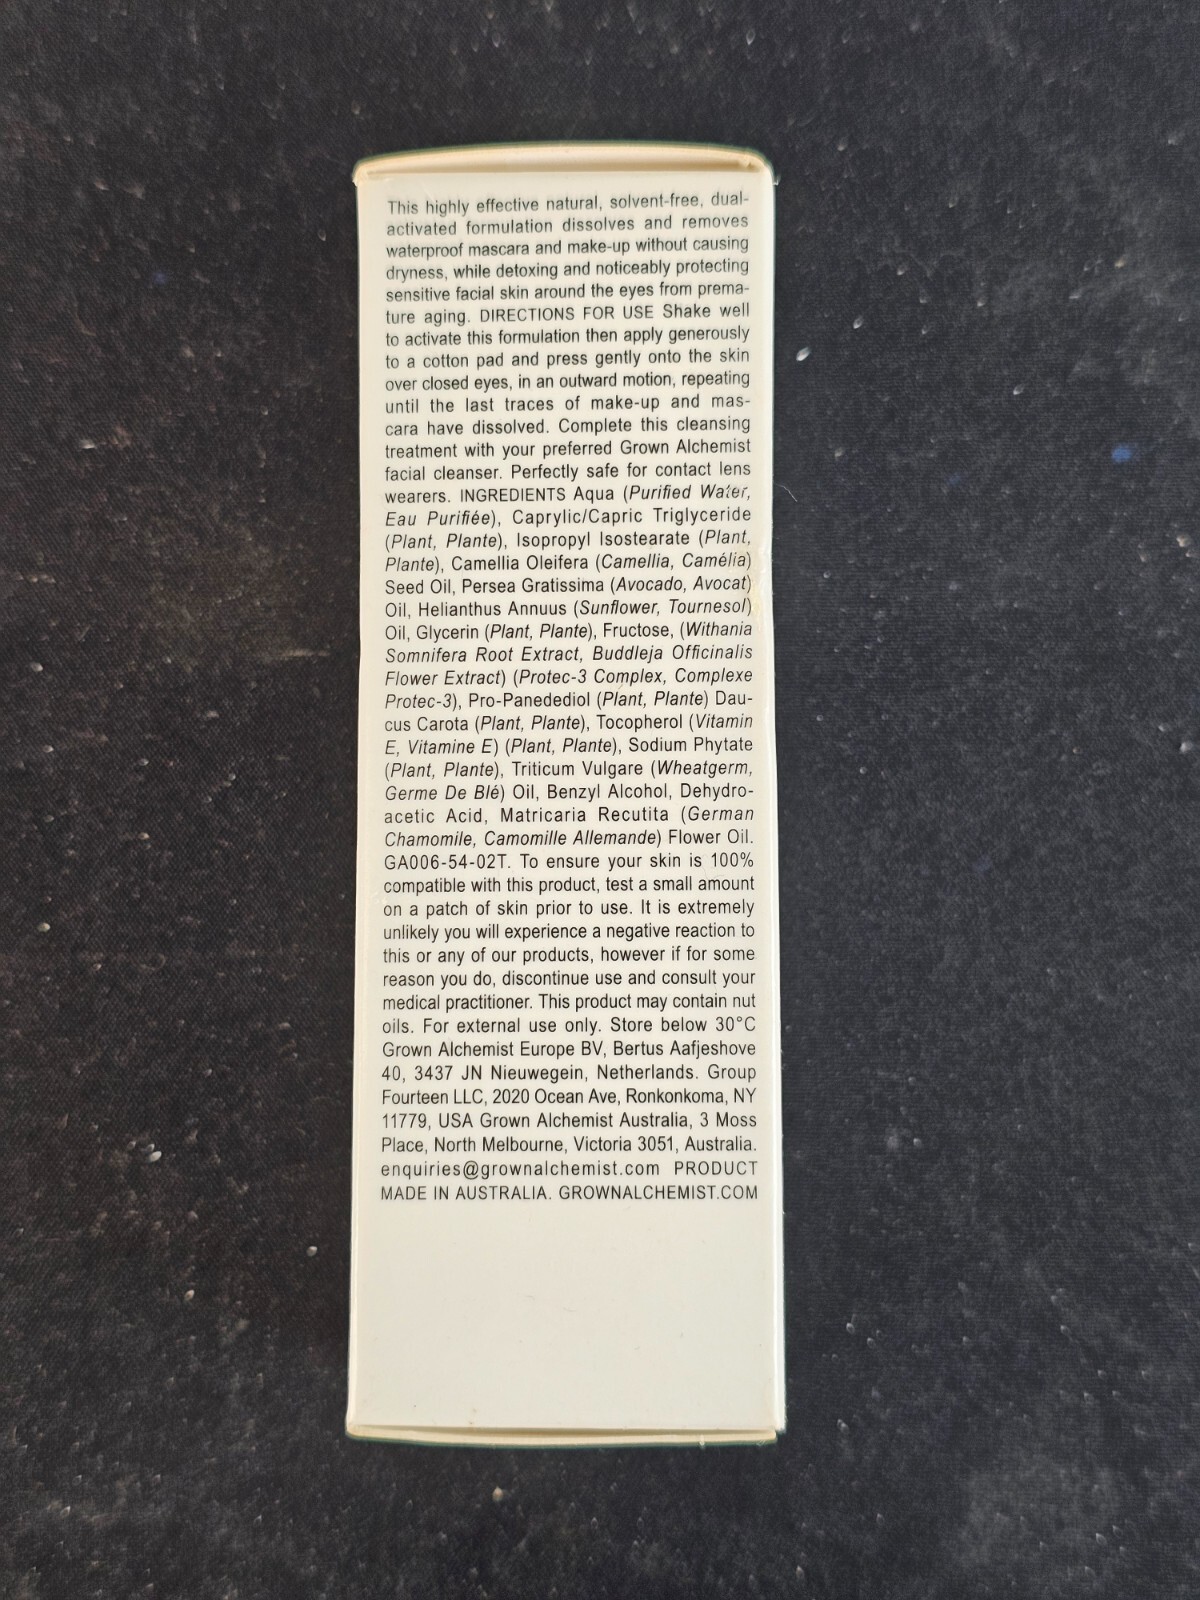 This highly effective natural, solvent-free, dual-
activated formulation dissolves and removes
waterproof mascara and make-up without causing
dryness, while detoxing and noticeably protecting
sensitive facial skin around the eyes from prema-
ture aging. DIRECTIONS FOR USE Shake well
to activate this formulation then apply generously
to a cotton pad and press gently onto the skin
over closed eyes, in an outward motion, repeating
until the last traces of make-up and mas-
cara have dissolved. Complete this cleansing
treatment with your preferred Grown Alchemist
facial cleanser. Perfectly safe for contact lens
wearers. INGREDIENTS Aqua (Purified Water,
Eau Purifiée), Caprylic/Capric Triglyceride
(Plant, Plante), Isopropyl Isostearate (Plant,
Plante), Camellia Oleifera (Camellia, Camélia)
Seed Oil, Persea Gratissima (Avocado, Avocat)
Oil, Helianthus Annuus (Sunflower, Tournesol)
Oil, Glycerin (Plant, Plante), Fructose, (Withania
Somnifera Root Extract, Buddleja Officinalis
Flower Extract) (Protec-3 Complex, Complexe
Protec-3), Pro-Panedediol (Plant, Plante) Dau-
cus Carota (Plant, Plante), Tocopherol (Vitamin
E, Vitamine E) (Plant, Plante), Sodium Phytate
(Plant, Plante), Triticum Vulgare (Wheatgerm,
Germe De Blé) Oil, Benzyl Alcohol, Dehydro-
acetic Acid, Matricaria Recutita (German
Chamomile, Camomille Allemande) Flower Oil.
GA006-54-02T. To ensure your skin is 100%
compatible with this product, test a small amount
on a patch of skin prior to use. It is extremely
unlikely you will experience a negative reaction to
this or any of our products, however if for some
reason you do, discontinue use and consult your
medical practitioner. This product may contain nut
oils. For external use only. Store below 30°C
Grown Alchemist Europe BV, Bertus Aafjeshove
40, 3437 JN Nieuwegein, Netherlands. Group
Fourteen LLC, 2020 Ocean Ave, Ronkonkoma, NY
11779, USA Grown Alchemist Australia, 3 Moss
Place, North Melbourne, Victoria 3051, Australia.
enquiries@grownalchemist.com PRODUCT
MADE IN AUSTRALIA. GROWNALCHEMIST.COM